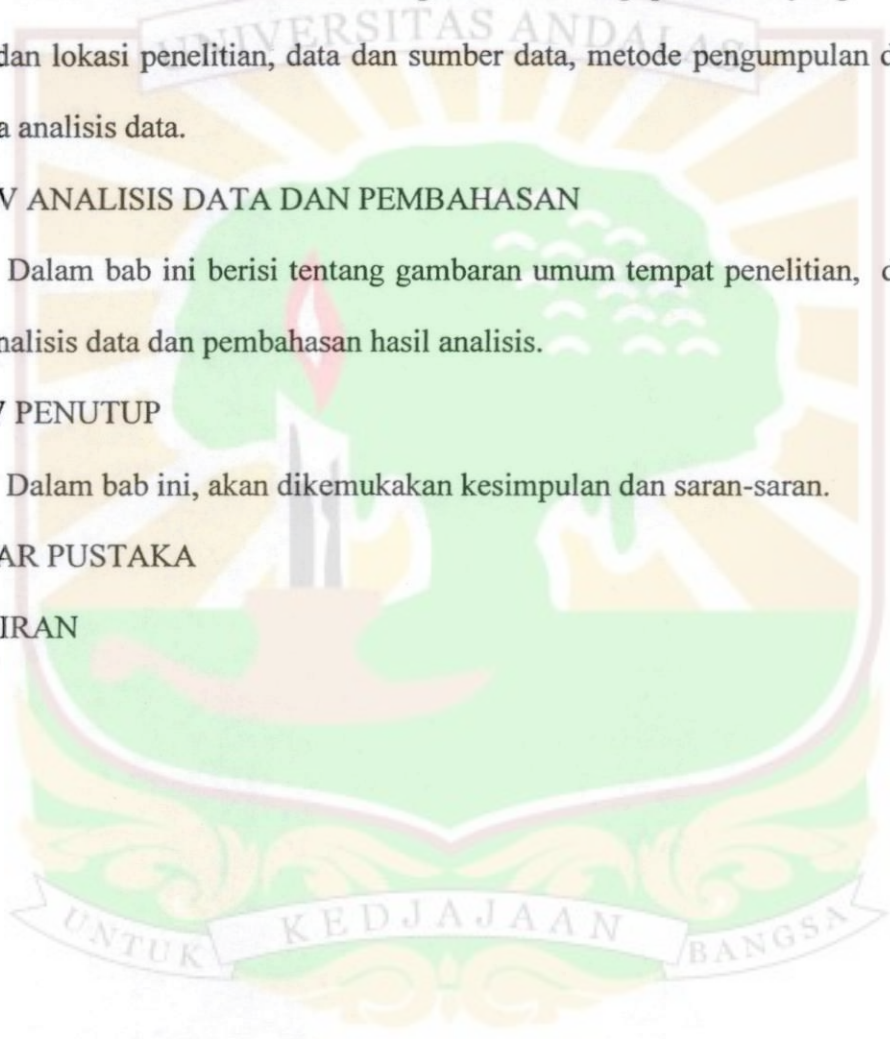 UNIVERSITAS ANDALAS
dan lokasi penelitian, data dan sumber data, metode pengumpulan d
a analisis data.
V ANALISIS DATA DAN PEMBAHASAN
Dalam bab ini berisi tentang gambaran umum tempat penelitian, d
nalisis data dan pembahasan hasil analisis.
PENUTUP
Dalam bab ini, akan dikemukakan kesimpulan dan saran-saran.
AR PUSTAKA
IRAN
UNTUK KEDJAJAAN BANGSA